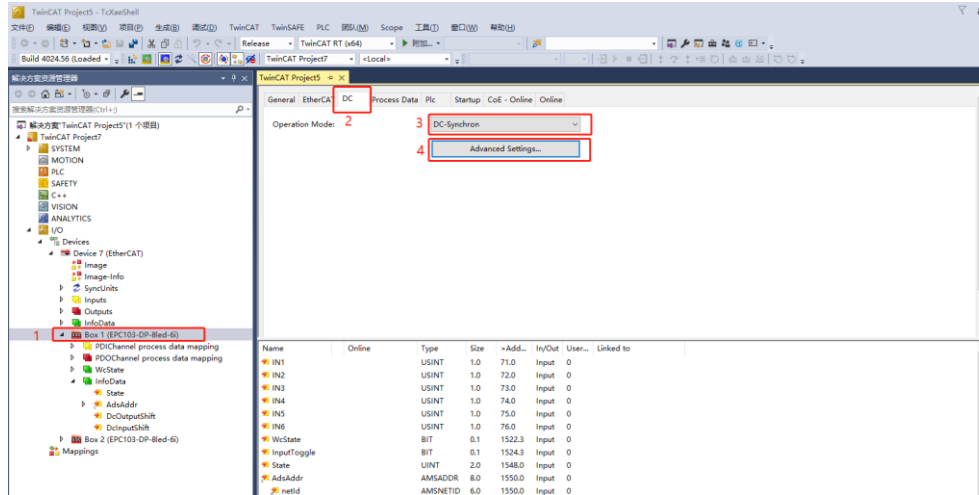 TwinCAT Project5 - TcXaeShell
文件(F) 编辑(E) 视图(V) 项目(P) 生成(B) 调试(D) TwinCAT TwinSAFE PLC 团队(M) Scope 工具(T) 窗口(W) 帮助(H)
Release TwinCAT RT (x64) 附加...
Build 4024.56 (Loaded TwinCAT Project7 <Local>
解决方案资源管理器
TwinCAT Project5
General EtherCAT DC Process Data Plc Startup CoE - Online Online
搜索解决方案资源管理器(Ctrl+;)
2
Operation Mode:
3
DC-Synchron
4
Advanced Settings...
解决方案"TwinCAT Project5"(1 个项目)
TwinCAT Project7
SYSTEM
MOTION
PLC
SAFETY
C++
VISION
ANALYTICS
I/O
Devices
Device 7 (EtherCAT)
Image
Image-Info
SyncUnits
Inputs
Outputs
InfoData
1
Box 1 (EPC103-DP-8led-6i)
PDIChannel process data mapping
PDOChannel process data mapping
WcState
InfoData
State
AdsAddr
DcOutputShift
DcInputShift
Box 2 (EPC103-DP-8led-6i)
Mappings
Name Online Type Size >Add... In/Out User... Linked to
IN1 USINT 1.0 71.0 Input 0
IN2 USINT 1.0 72.0 Input 0
IN3 USINT 1.0 73.0 Input 0
IN4 USINT 1.0 74.0 Input 0
IN5 USINT 1.0 75.0 Input 0
IN6 USINT 1.0 76.0 Input 0
WcState BIT 0.1 1522.3 Input 0
InputToggle BIT 0.1 1524.3 Input 0
State UINT 2.0 1548.0 Input 0
AdsAddr AMSADDR 8.0 1550.0 Input 0
netId AMSNETID 6.0 1550.0 Input 0